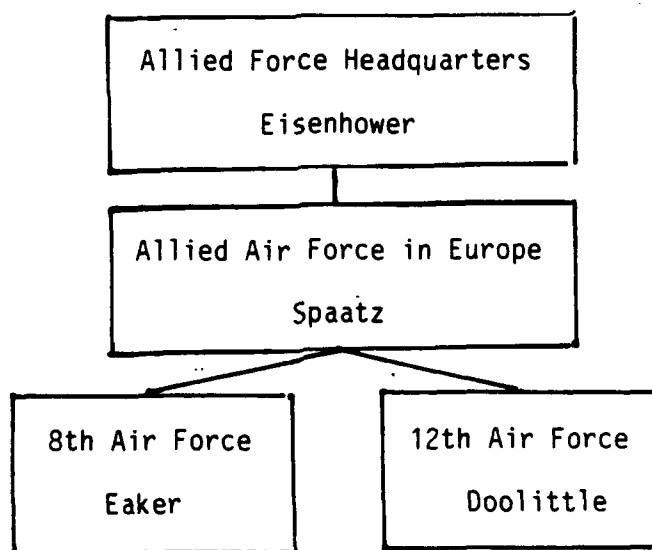 Allied Force Headquarters
Eisenhower
Allied Air Force in Europe
Spaatz
8th Air Force
Eaker
12th Air Force
Doolittle